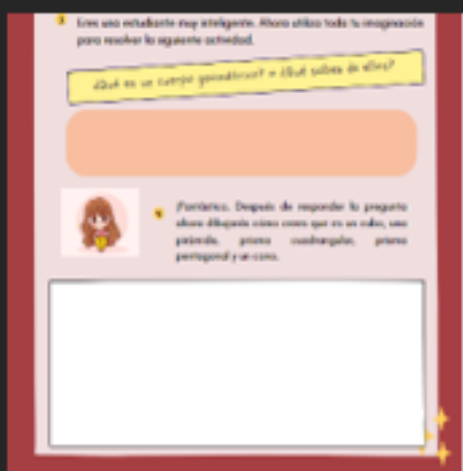 Eres una estudiante muy inteligente. Ahora utiliza toda tu imaginación
para resolver la siguiente actividad.
¿Qué es un cuerpo geométrico? o ¿Qué sabes de ellos?
¡Fantástico. Después de responder la pregunta
ahora dibujarás cómo crees que es un cubo, una
pirámide, prisma cuadrangular, prisma
pentagonal y un cono.